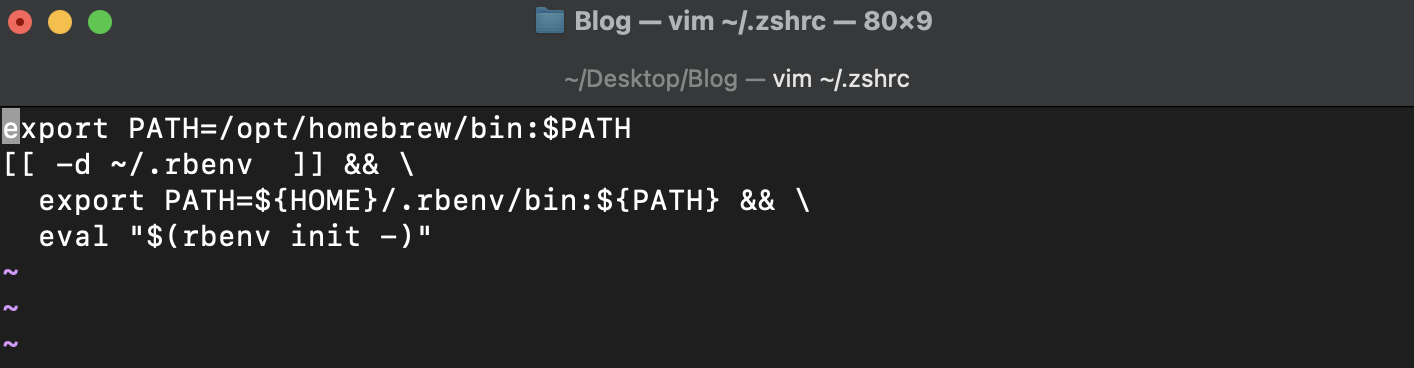 Blog — vim ~/.zshrc — 80×9
~/Desktop/Blog — vim ~/.zshrc
export PATH=/opt/homebrew/bin:$PATH
[[ -d ~/.rbenv  ]] && \
  export PATH=${HOME}/.rbenv/bin:${PATH} && \
  eval "$(rbenv init -)"
~
~
~